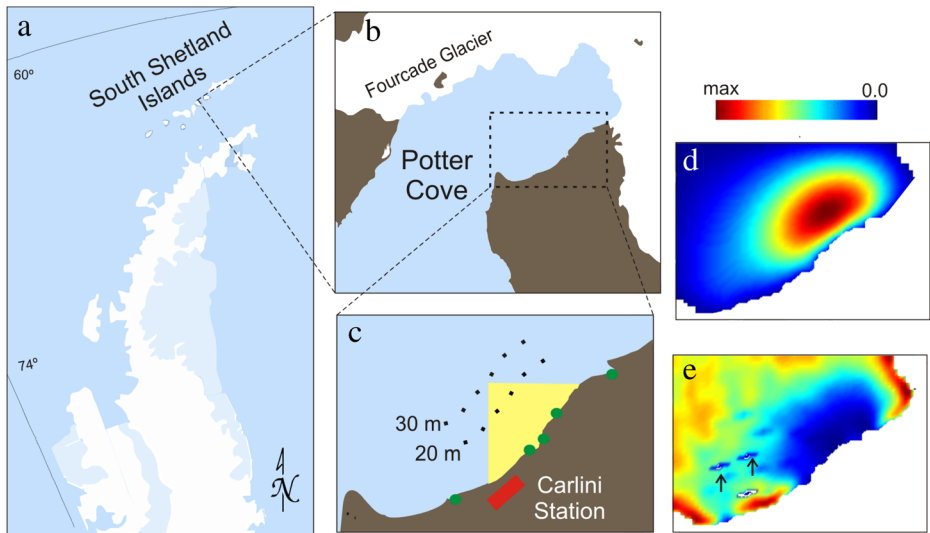 a
60º
South Shetland
Islands
74º
N
b
Fourcade Glacier
Potter
Cove
c
30 m
20 m
Carlini
Station
max
0.0
d
e